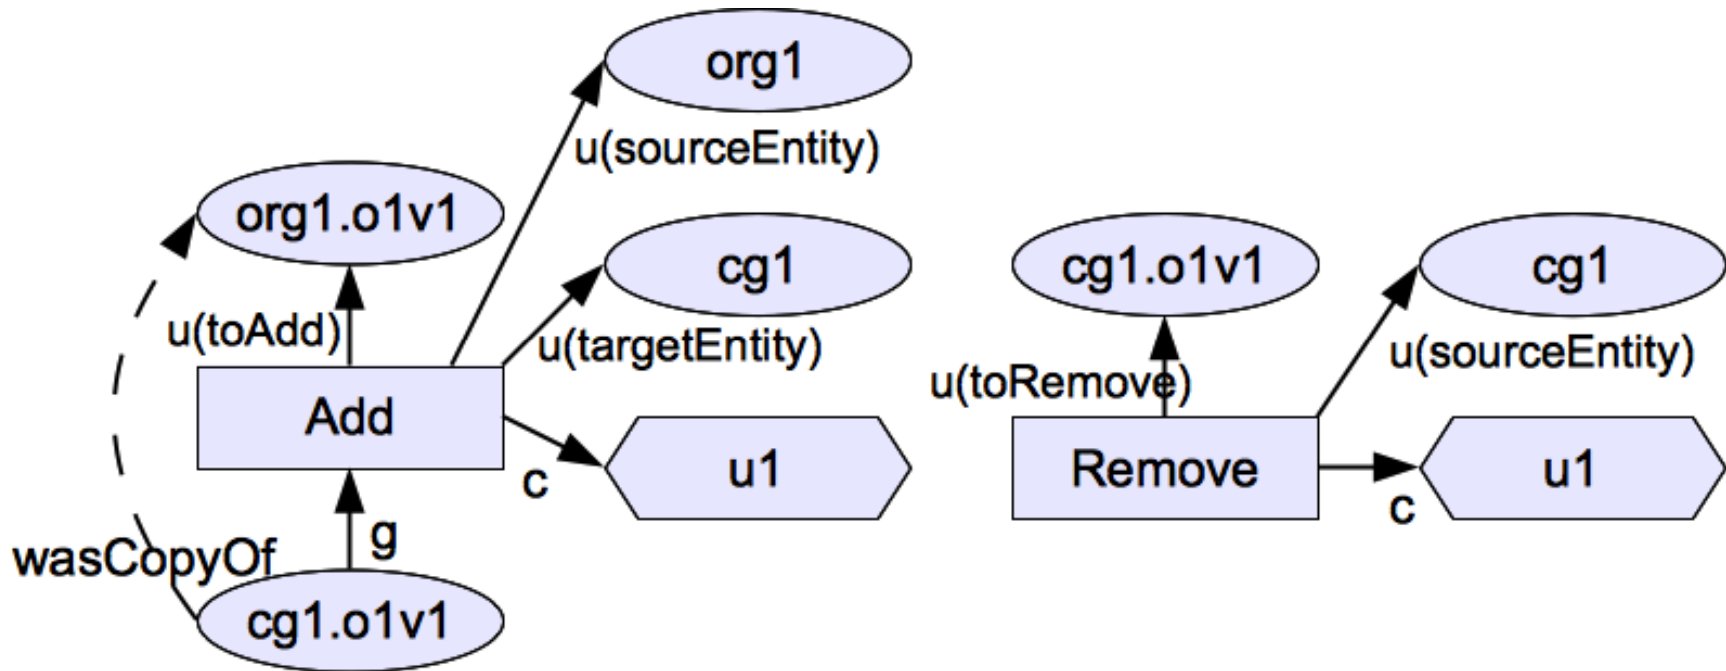 org1
u(sourceEntity)
org1.o1v1
cg1
u(toAdd)
u(targetEntity)
Add
u1
c
g
wasCopyOf
cg1.o1v1
cg1.o1v1
cg1
u(sourceEntity)
u(toRemove)
Remove
u1
c